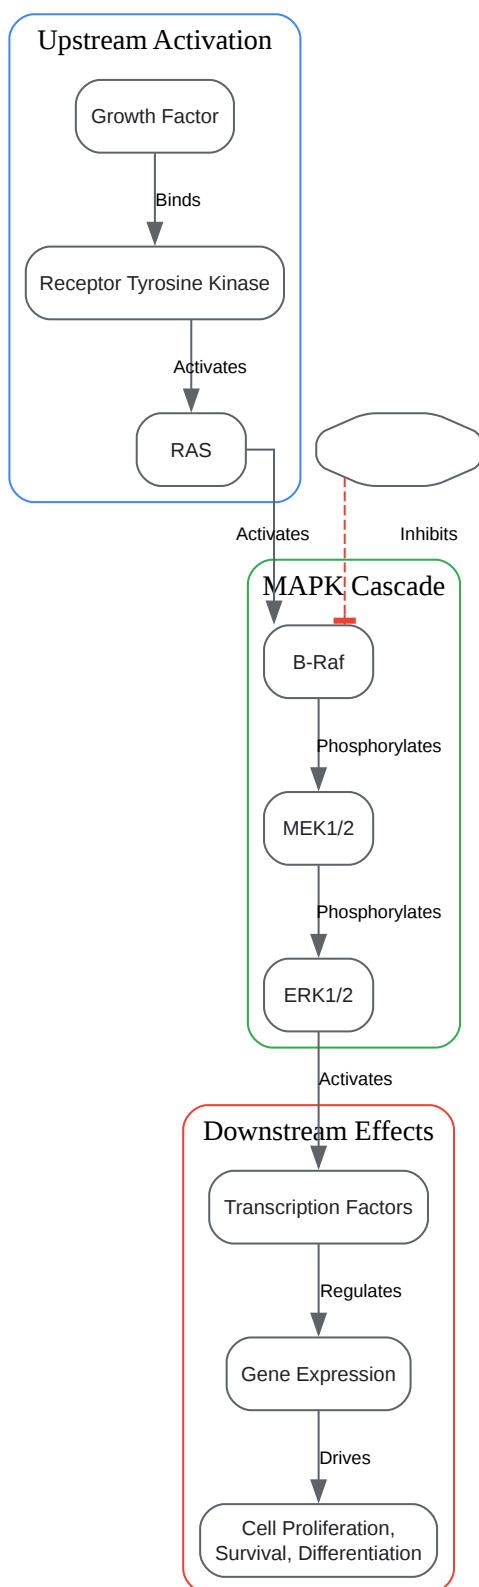 Upstream Activation
Growth Factor
Binds
Receptor Tyrosine Kinase
Activates
RAS
Activates
Inhibits
MAPK Cascade
B-Raf
Phosphorylates
MEK1/2
Phosphorylates
ERK1/2
Activates
Downstream Effects
Transcription Factors
Regulates
Gene Expression
Drives
Cell Proliferation,
Survival, Differentiation